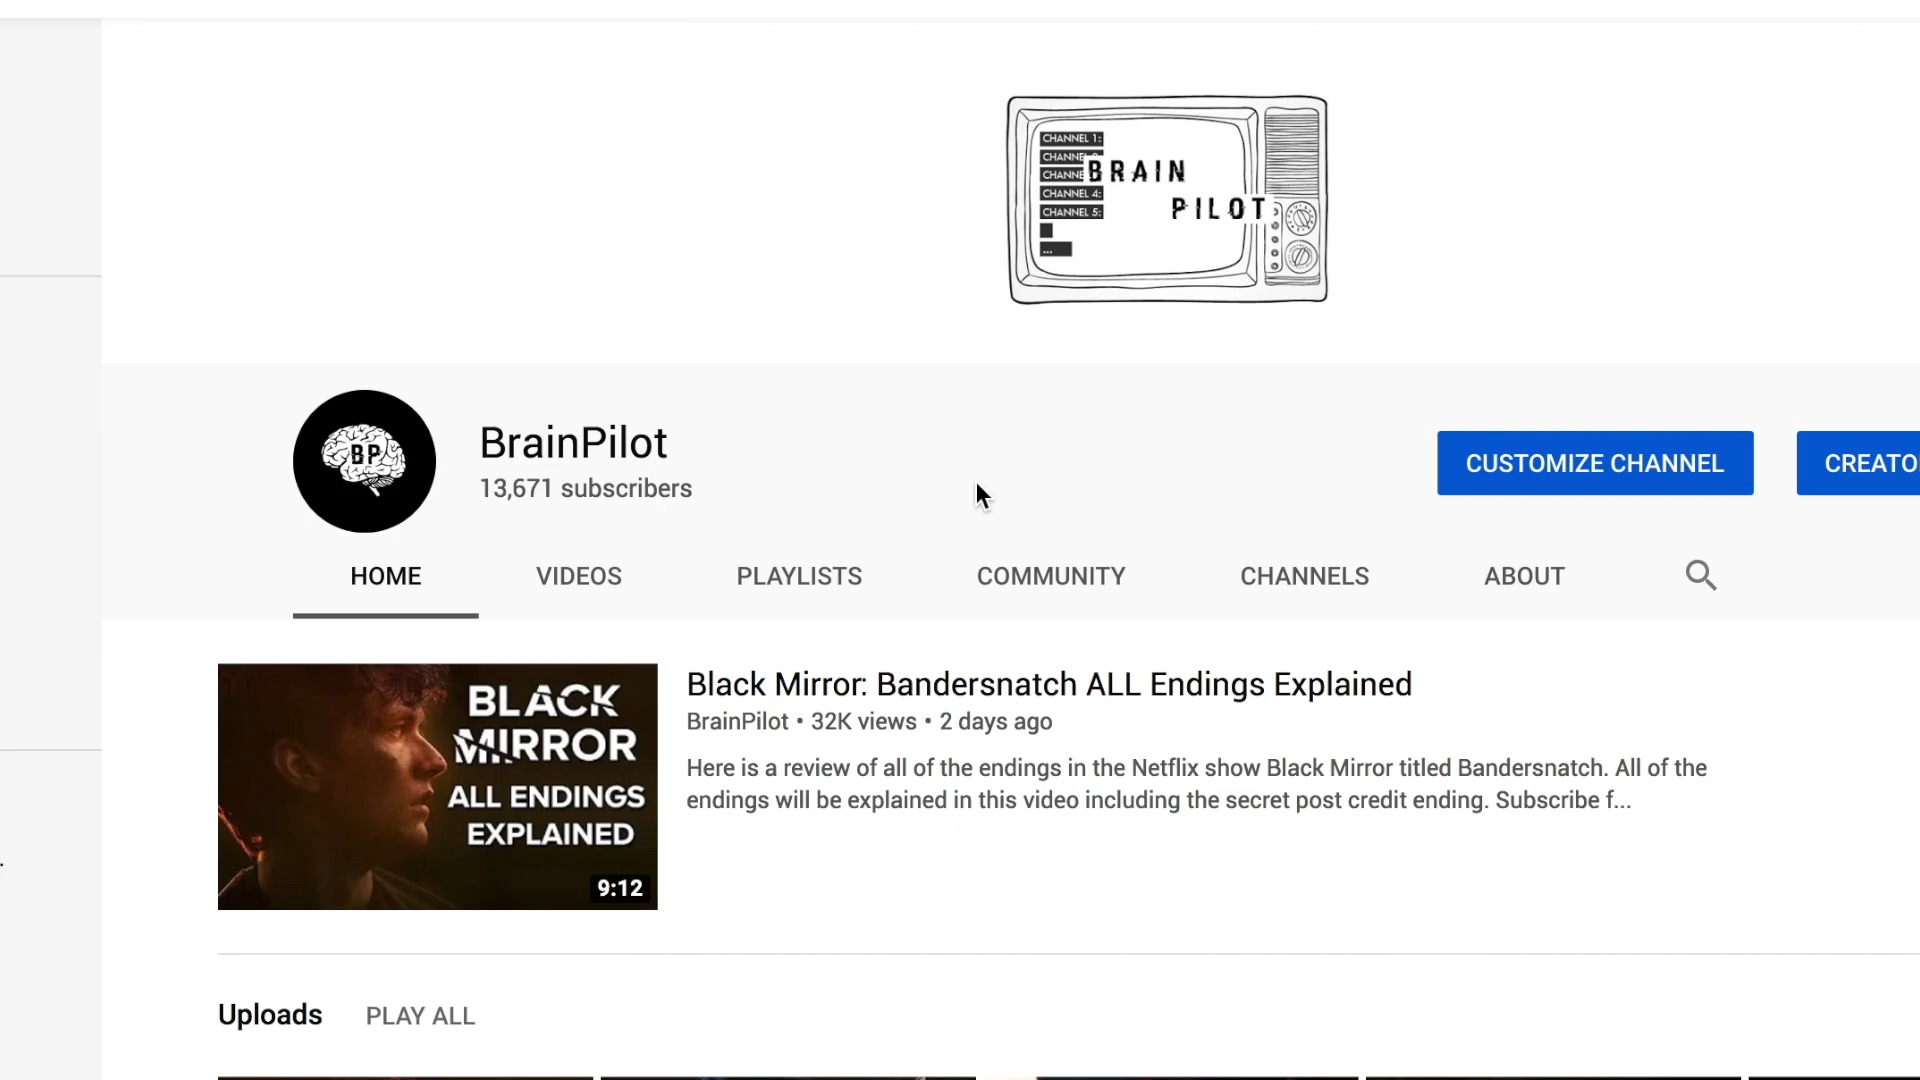 CHANNEL 1:
CHANNE
CHANNE
CHANNEL 4:
CHANNEL 5:
...
BRAIN
PILOT
BP
BrainPilot
13,671 subscribers
CUSTOMIZE CHANNEL
CREATO
HOME VIDEOS PLAYLISTS COMMUNITY CHANNELS ABOUT
BLACK
MIRROR
ALL ENDINGS
EXPLAINED
9:12
Black Mirror: Bandersnatch ALL Endings Explained
BrainPilot • 32K views • 2 days ago
Here is a review of all of the endings in the Netflix show Black Mirror titled Bandersnatch. All of the
endings will be explained in this video including the secret post credit ending. Subscribe f...
Uploads PLAY ALL